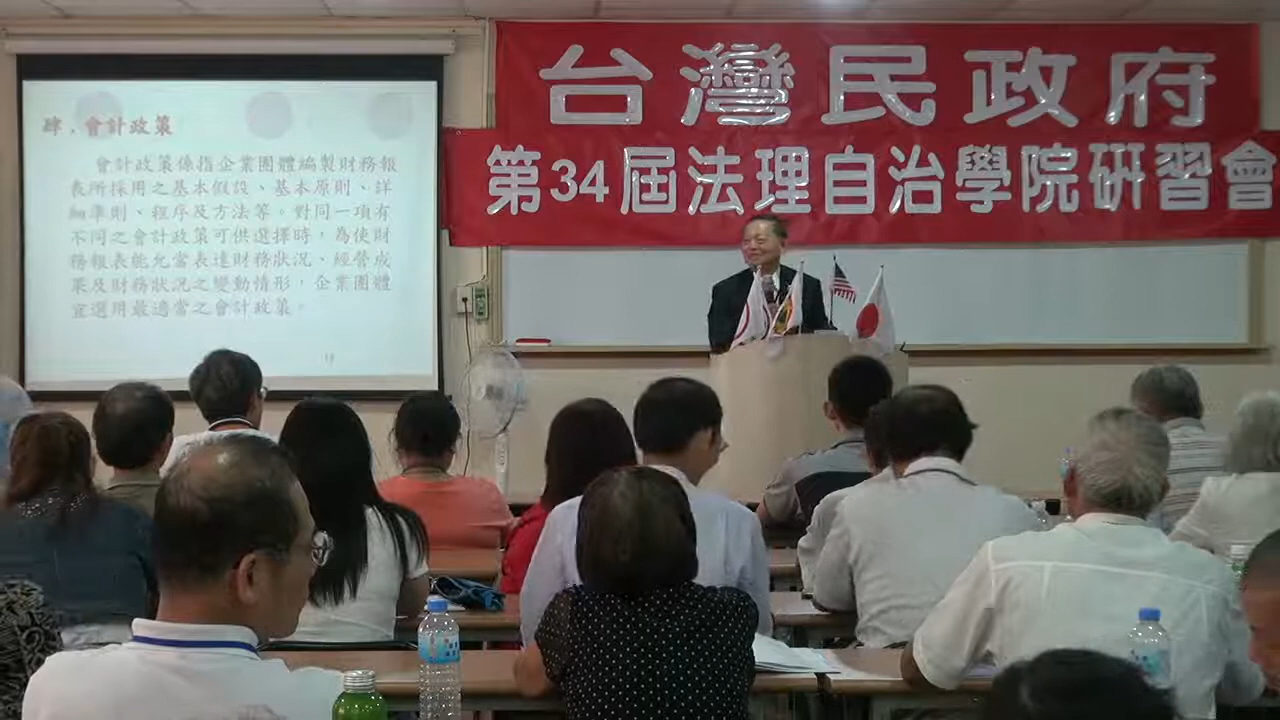 台灣民政府
第34屆法理自治學院研習會
肆，會計政策
會計政策係指企業團體編製財務報
表所採用之基本假設、基本原則、詳
細準則、程序及方法等。對同一項有
不同之會計政策可供選擇時，為使財
務報表能允當表達財務狀況、經營成
果及財務狀況之變動情形，企業團體
宜選用最適當之會計政策。